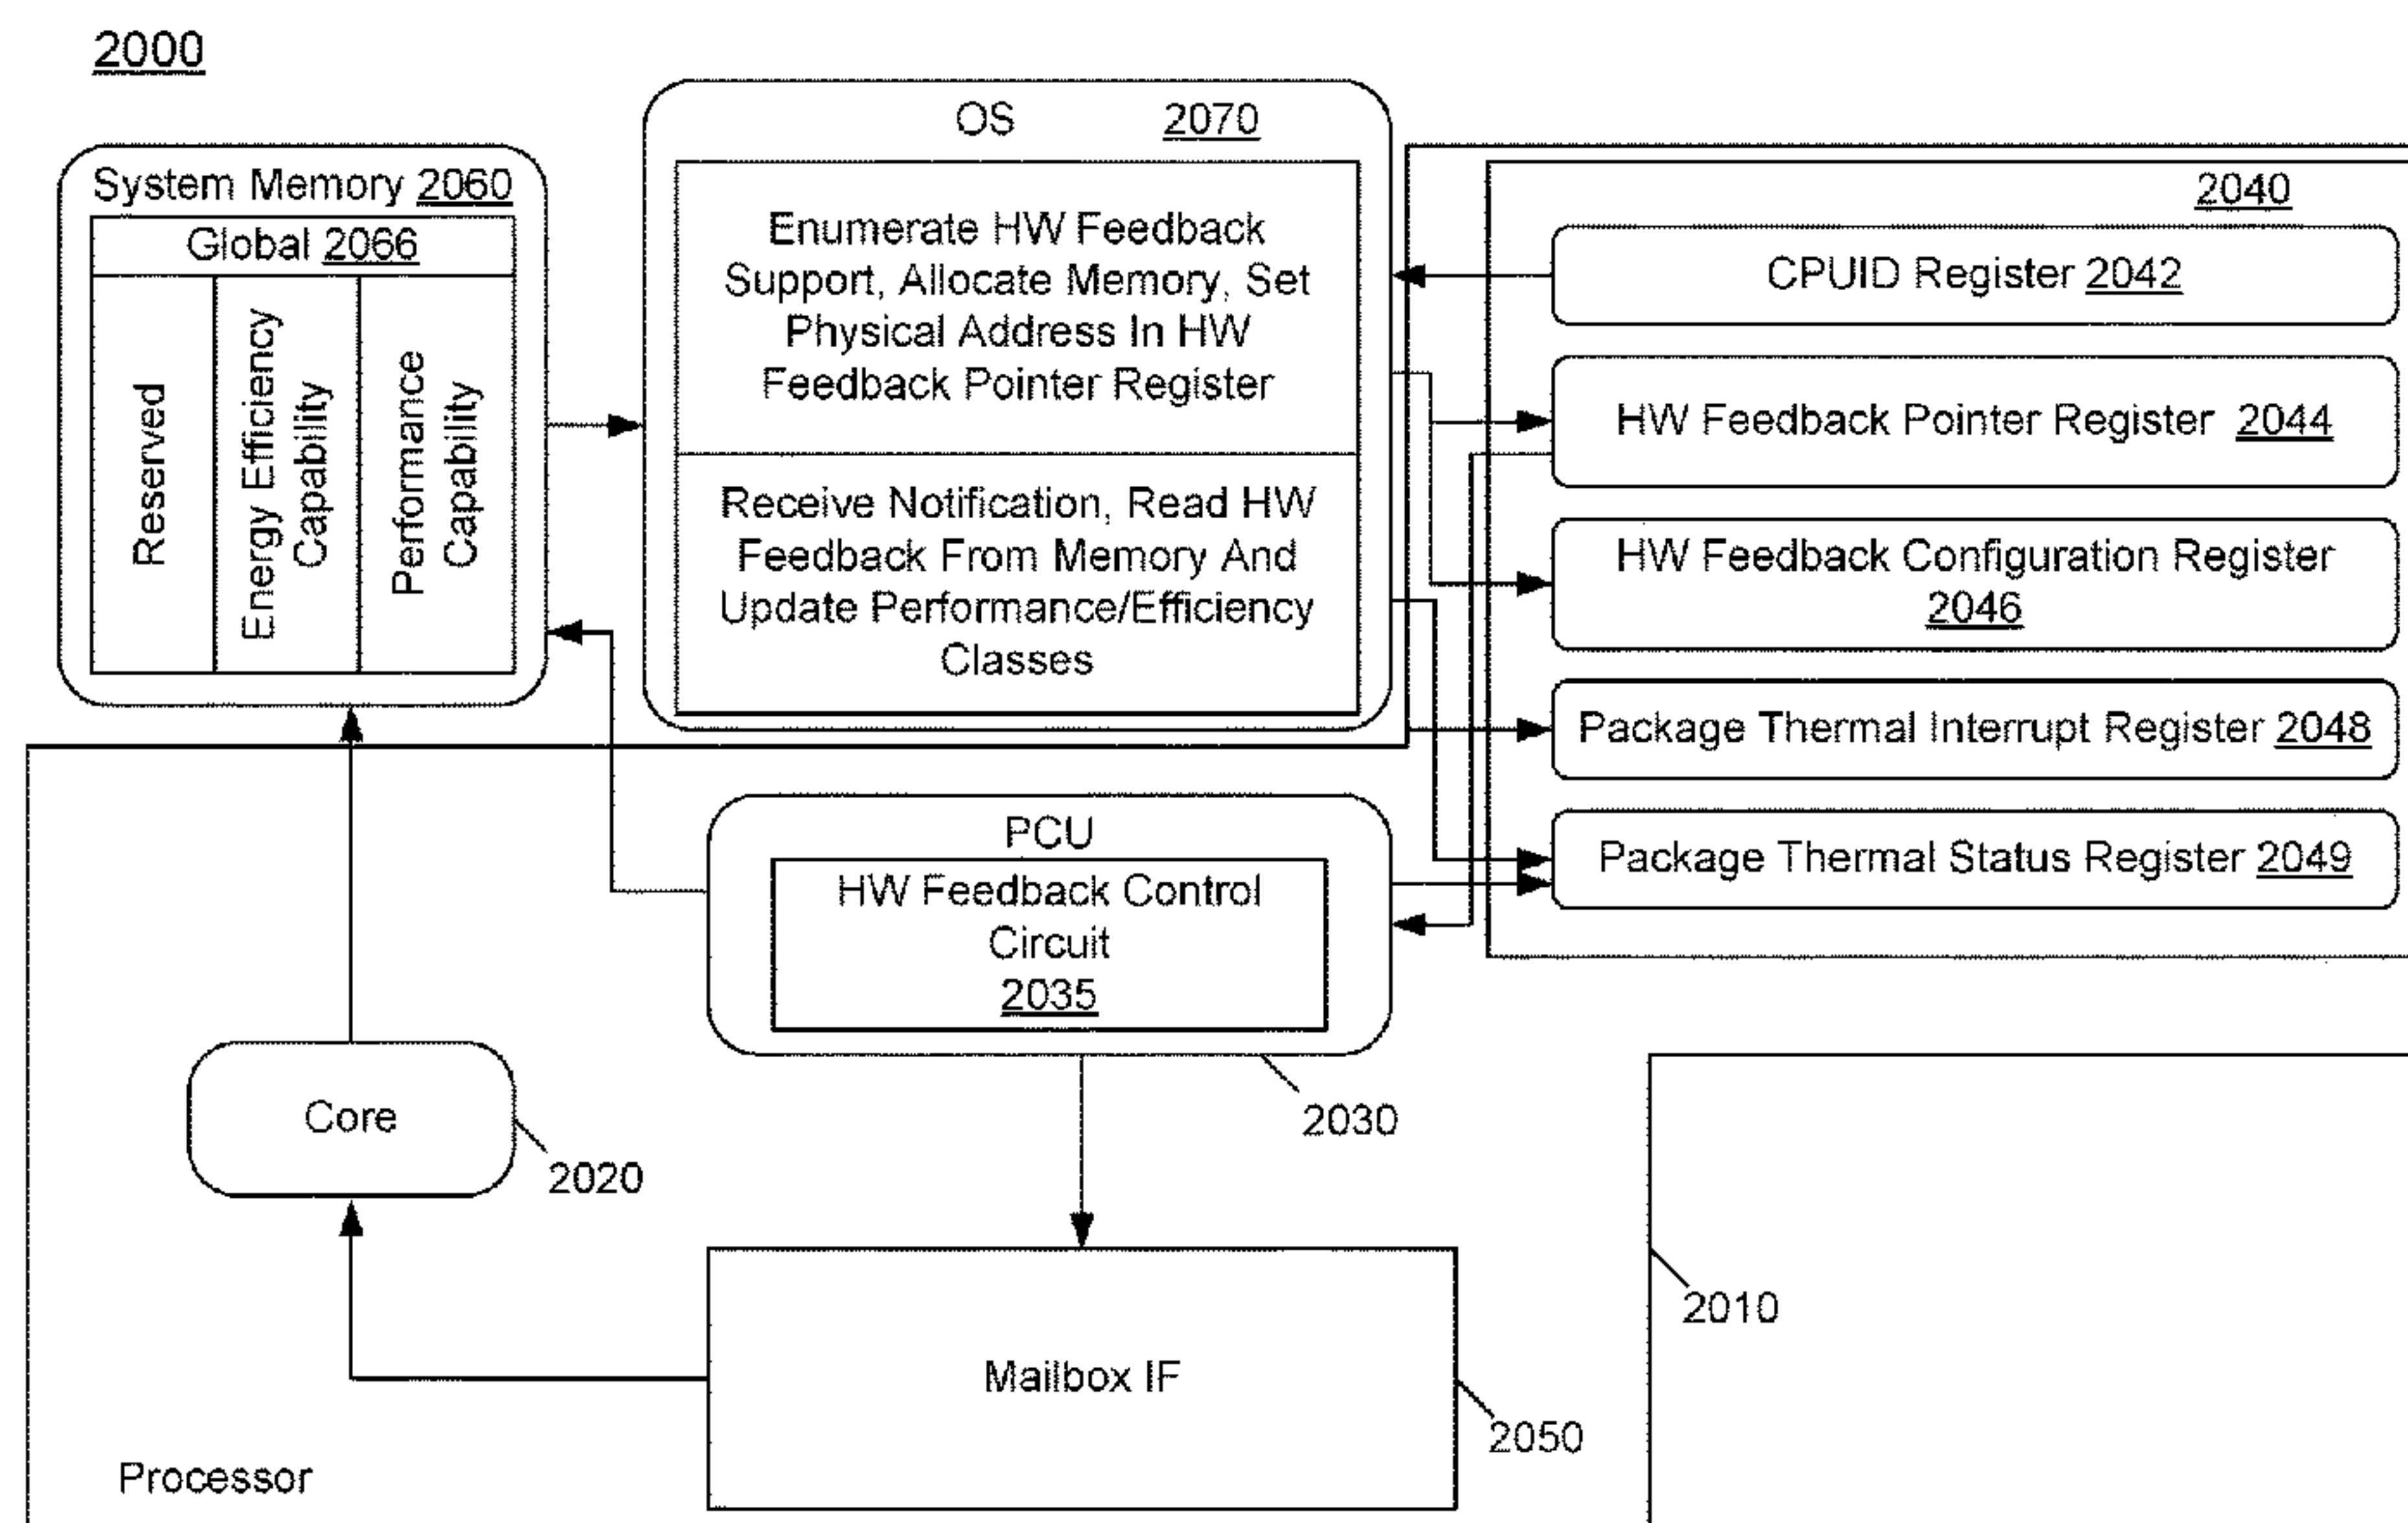 2000
System Memory 2060
Global 2066
Reserved
Energy Efficiency
Capability
Performance
Capability
OS 2070
Enumerate HW Feedback
Support, Allocate Memory, Set
Physical Address In HW
Feedback Pointer Register
Receive Notification, Read HW
Feedback From Memory And
Update Performance/Efficiency
Classes
2040
CPUID Register 2042
HW Feedback Pointer Register 2044
HW Feedback Configuration Register
2046
Package Thermal Interrupt Register 2048
Package Thermal Status Register 2049
PCU
HW Feedback Control
Circuit
2035
2030
Core
2020
Mailbox IF
2050
2010
Processor